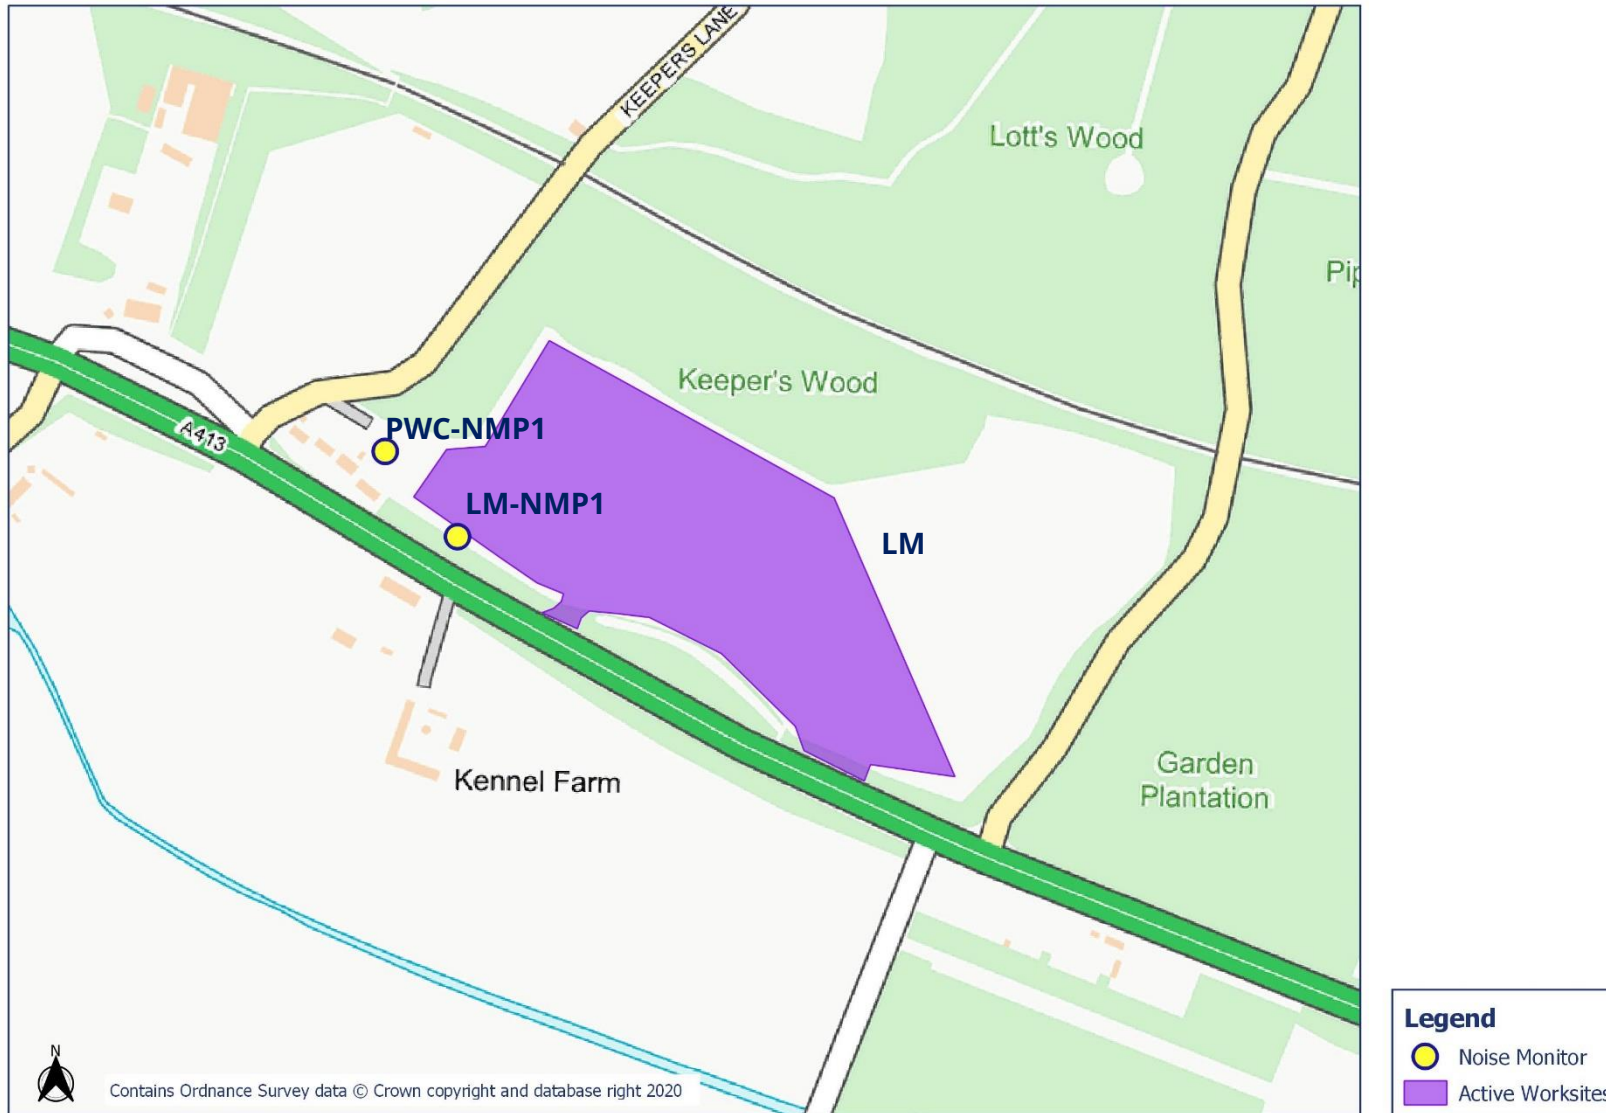 KEEPERS LANE
Lott's Wood
Pip
Keeper's Wood
PWC-NMP1
A413
LM-NMP1
LM
Kennel Farm
Garden
Plantation
N
Contains Ordnance Survey data © Crown copyright and database right 2020
Legend
Noise Monitor
Active Worksites